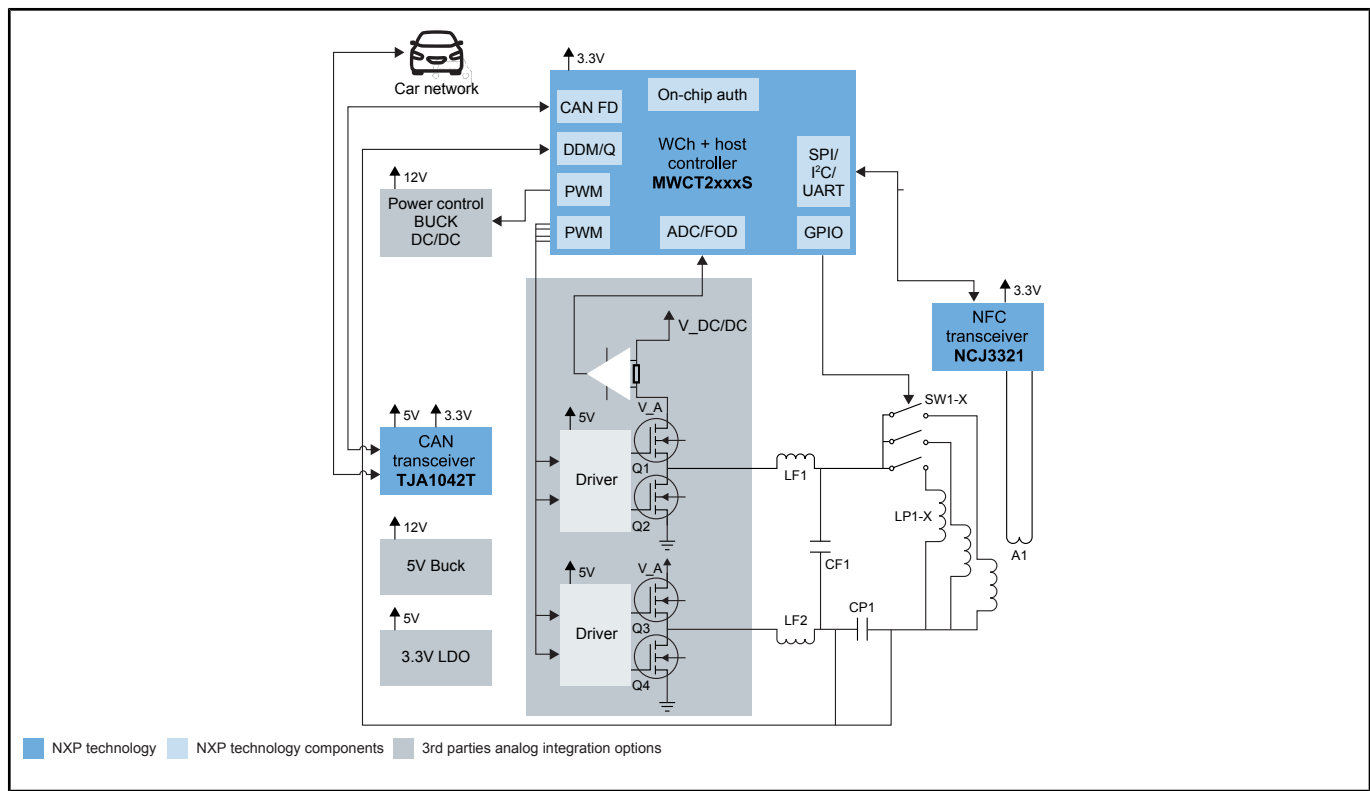 3.3V
Car network
On-chip auth
CAN FD
DDM/Q
WCh + host
controller
MWCT2xxxS
SPI/
I²C/
UART
12V
Power control
BUCK
DC/DC
PWM
PWM
ADC/FOD
GPIO
3.3V
NFC
transceiver
NCJ3321
V_DC/DC
SW1-X
5V
3.3V
CAN
transceiver
TJA1042T
5V
V_A
Driver
Q1
Q2
LF1
LP1-X
A1
12V
5V Buck
CF1
5V
V_A
Driver
Q3
Q4
LF2
CP1
5V
3.3V LDO
NXP technology
NXP technology components
3rd parties analog integration options